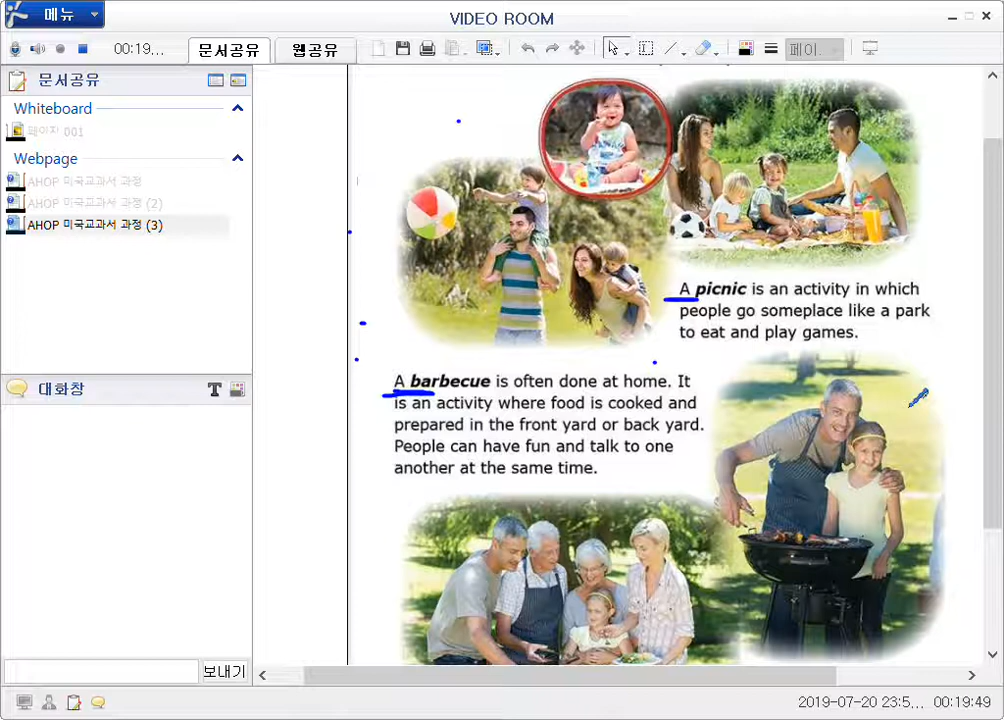 메뉴
VIDEO ROOM
00:19...
문서공유
웹공유
페이.
문서공유
Whiteboard
페이지 001
Webpage
AHOP 미국교과서 과정
AHOP 미국교과서 과정 (2)
AHOP 미국교과서 과정 (3)
대화창
T
보내기
A picnic is an activity in which
people go someplace like a park
to eat and play games.
A barbecue is often done at home. It
is an activity where food is cooked and
prepared in the front yard or back yard.
People can have fun and talk to one
another at the same time.
2019-07-20 23:5...
00:19:49